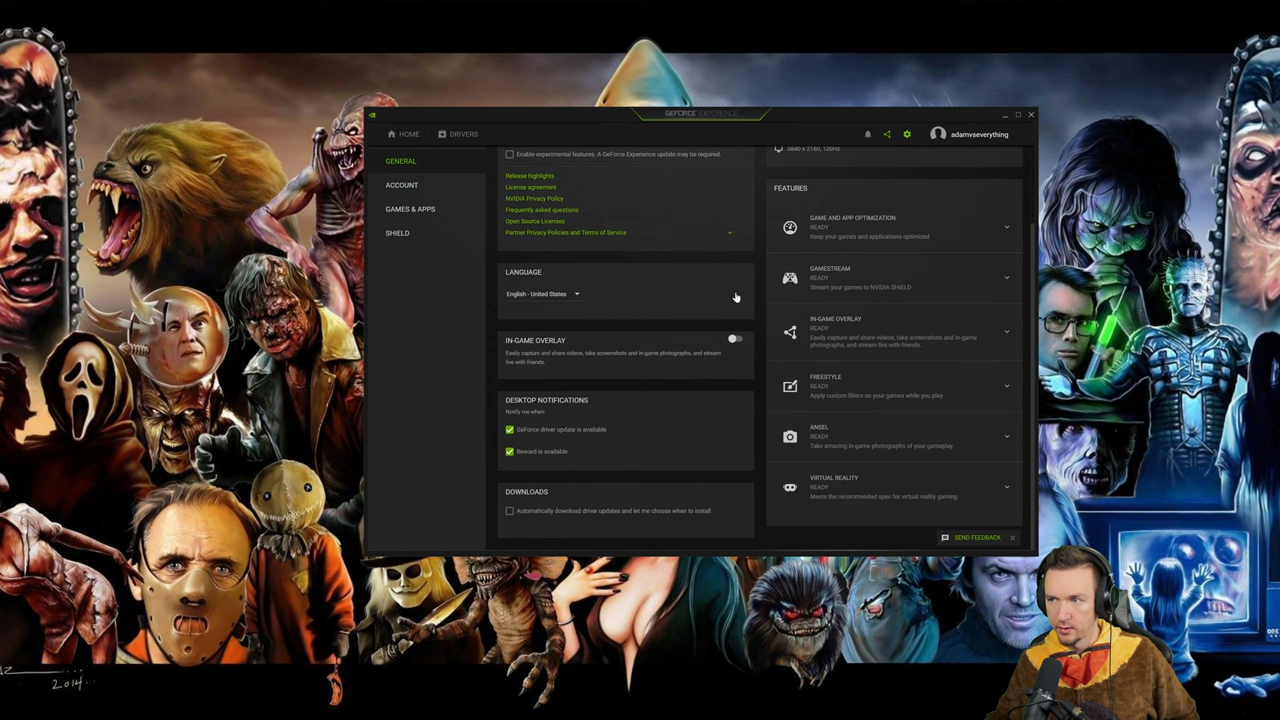 GEFORCE EXPERIENCE
HOME
DRIVERS
adamvseverything
GENERAL
ACCOUNT
GAMES & APPS
SHIELD
Enable experimental features. A GeForce Experience update may be required.
Release highlights
License agreement
NVIDIA Privacy Policy
Frequently asked questions
Open Source Licenses
Partner Privacy Policies and Terms of Service
LANGUAGE
English - United States
IN-GAME OVERLAY
Easily capture and share videos, take screenshots and in-game photographs, and stream
live with friends.
DESKTOP NOTIFICATIONS
Notify me when:
GeForce driver update is available
Reward is available
DOWNLOADS
Automatically download driver updates and let me choose when to install
3840 x 2160, 120Hz
FEATURES
GAME AND APP OPTIMIZATION
READY
Keep your games and applications optimized
GAMESTREAM
READY
Stream your games to NVIDIA SHIELD
IN-GAME OVERLAY
READY
Easily capture and share videos, take screenshots and in-game
photographs, and stream live with friends.
FREESTYLE
READY
Apply custom filters on your games while you play
ANSEL
READY
Take amazing in-game photographs of your gameplay
VIRTUAL REALITY
READY
Meets the recommended spec for virtual reality gaming
SEND FEEDBACK
2014